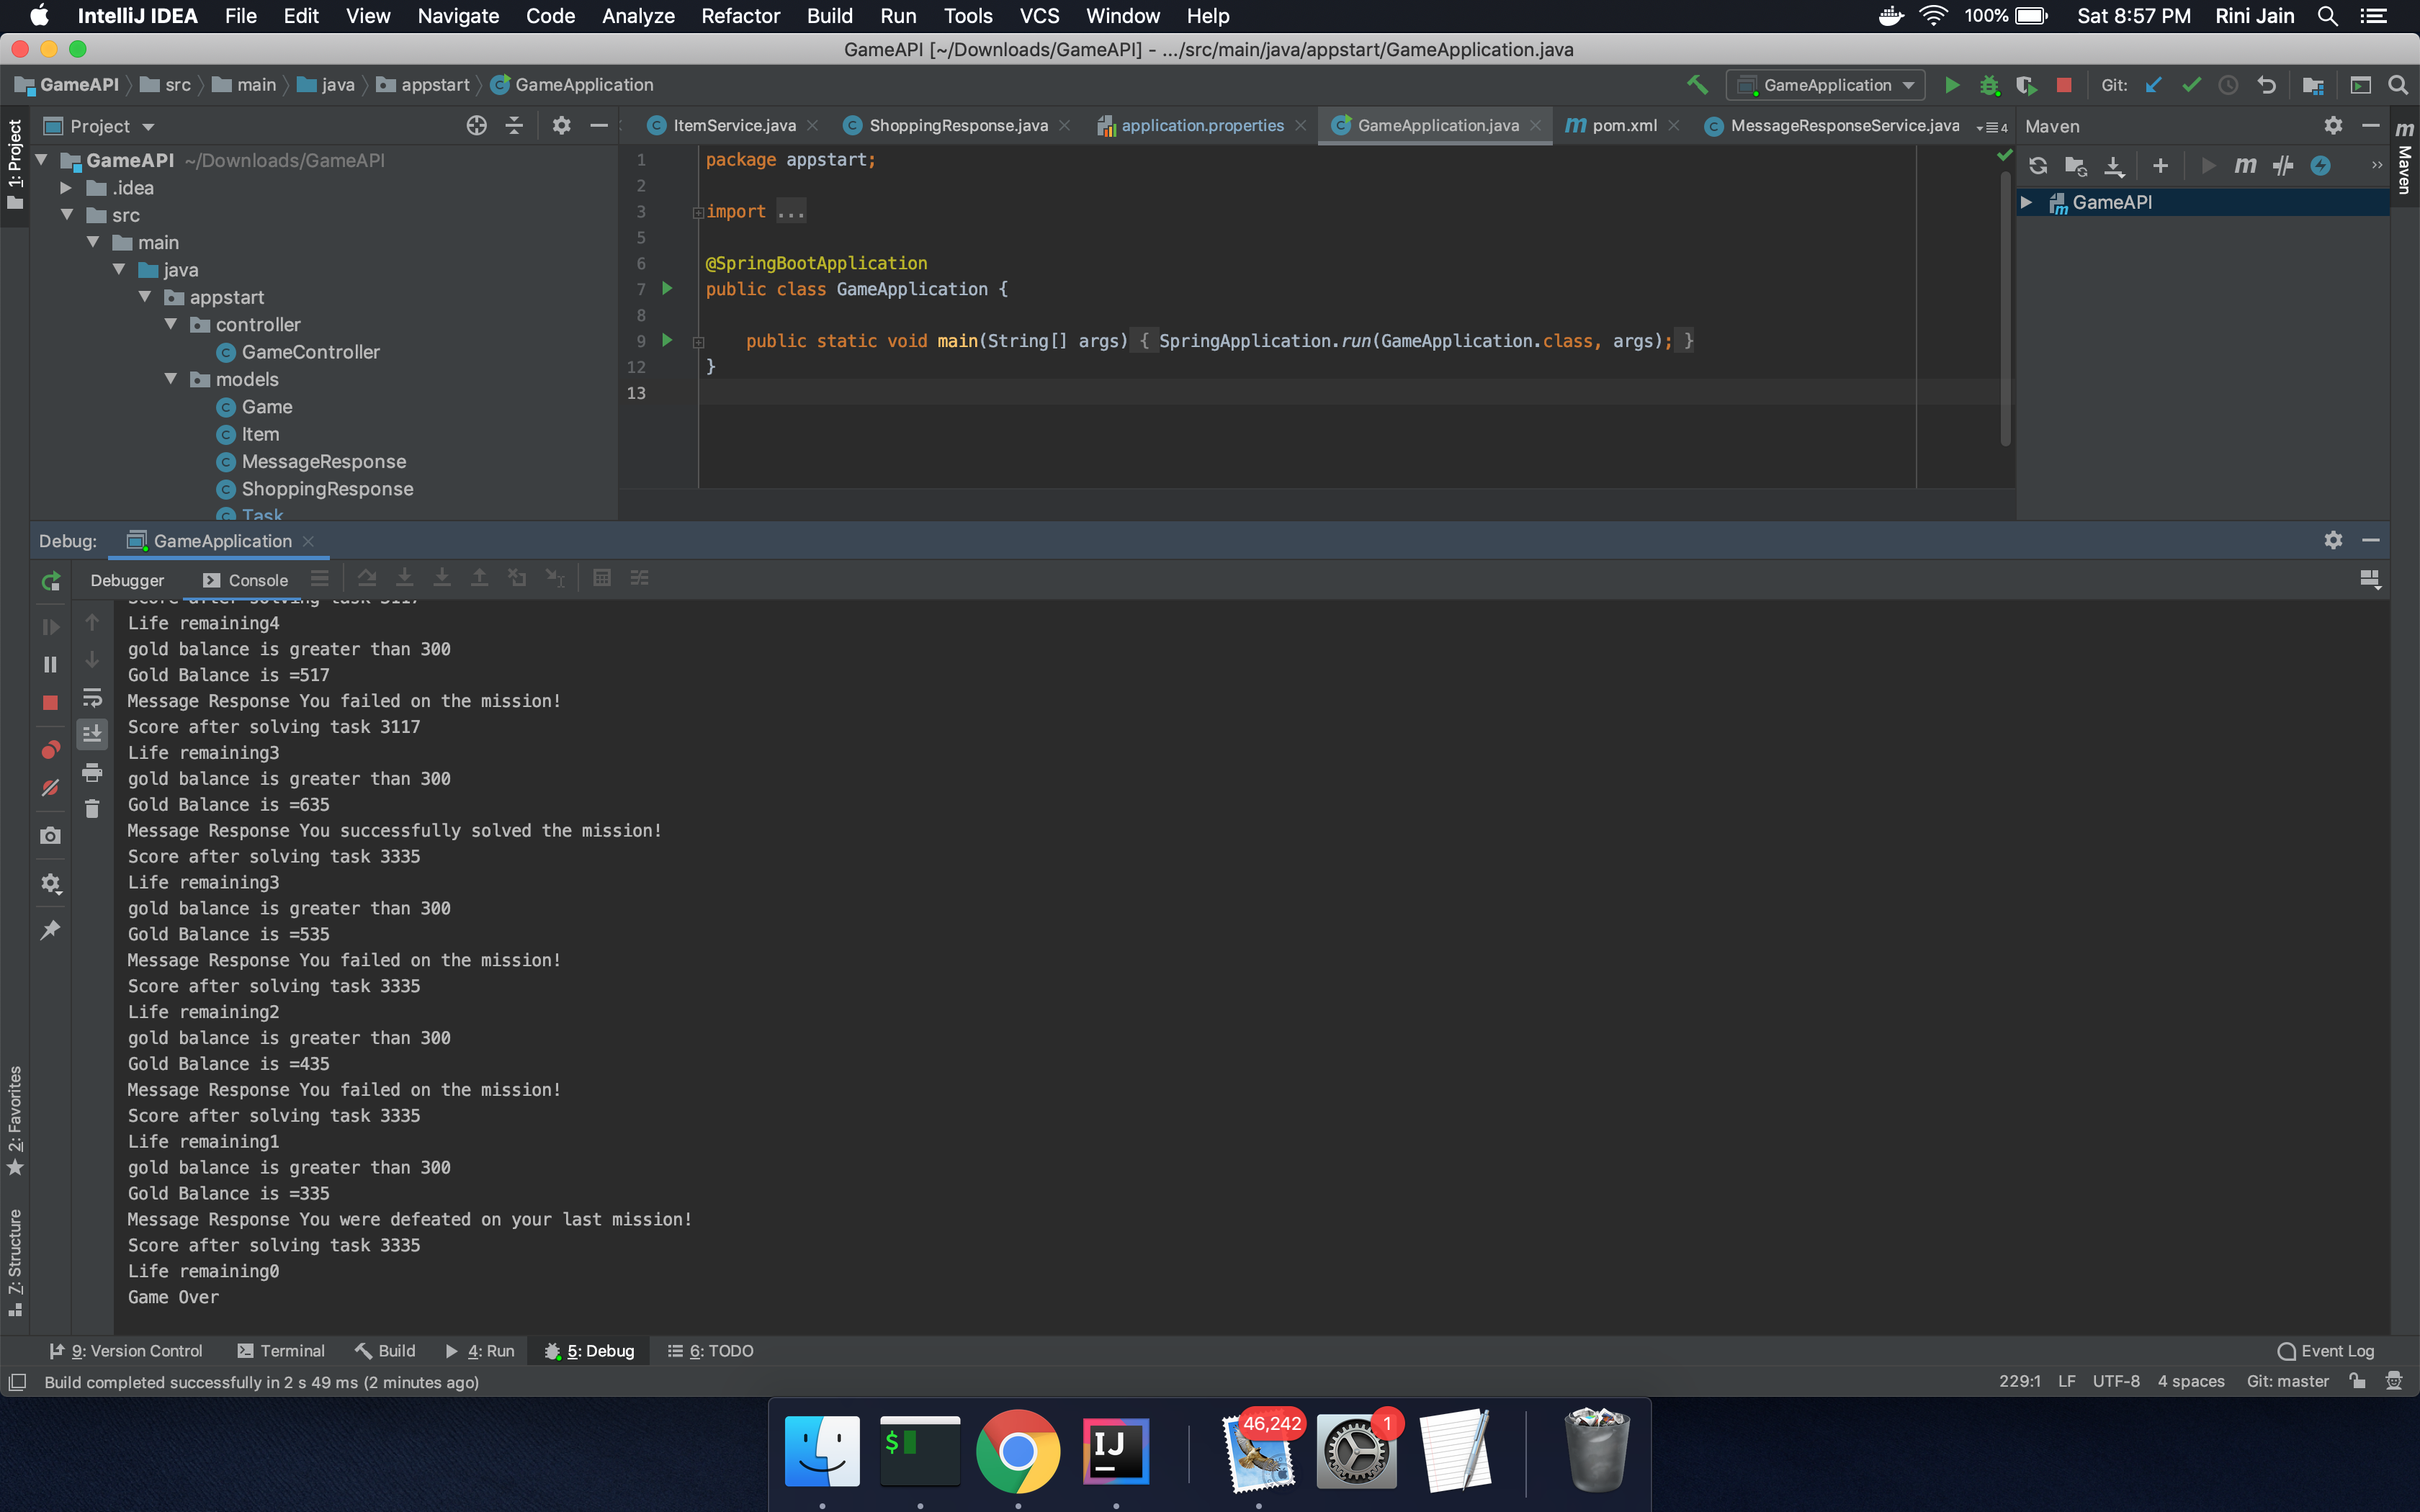 IntelliJ IDEA File Edit View Navigate Code Analyze Refactor Build Run Tools VCS Window Help 100% Sat 8:57 PM Rini Jain
GameAPI [~/Downloads/GameAPI] - .../src/main/java/appstart/GameApplication.java
GameAPI src main java appstart GameApplication GameApplication Git:
1: Project
Project
ItemService.java ShoppingResponse.java application.properties GameApplication.java pom.xml MessageResponseService.java 4
Maven
Maven
GameAPI ~/Downloads/GameAPI
.idea
src
main
java
appstart
controller
GameController
models
Game
Item
MessageResponse
ShoppingResponse
Task
1 package appstart;
2
3 import ...
5
6 @SpringBootApplication
7 public class GameApplication {
8
9 public static void main(String[] args) { SpringApplication.run(GameApplication.class, args); }
12 }
13
GameAPI
Debug: GameApplication
Debugger Console
Score after solving task 3117
Life remaining4
gold balance is greater than 300
Gold Balance is =517
Message Response You failed on the mission!
Score after solving task 3117
Life remaining3
gold balance is greater than 300
Gold Balance is =635
Message Response You successfully solved the mission!
Score after solving task 3335
Life remaining3
gold balance is greater than 300
Gold Balance is =535
Message Response You failed on the mission!
Score after solving task 3335
Life remaining2
gold balance is greater than 300
Gold Balance is =435
Message Response You failed on the mission!
Score after solving task 3335
Life remaining1
gold balance is greater than 300
Gold Balance is =335
Message Response You were defeated on your last mission!
Score after solving task 3335
Life remaining0
Game Over
2: Favorites
7: Structure
9: Version Control Terminal Build 4: Run 5: Debug 6: TODO Event Log
Build completed successfully in 2 s 49 ms (2 minutes ago) 229:1 LF UTF-8 4 spaces Git: master
$ IJ 46,242 1